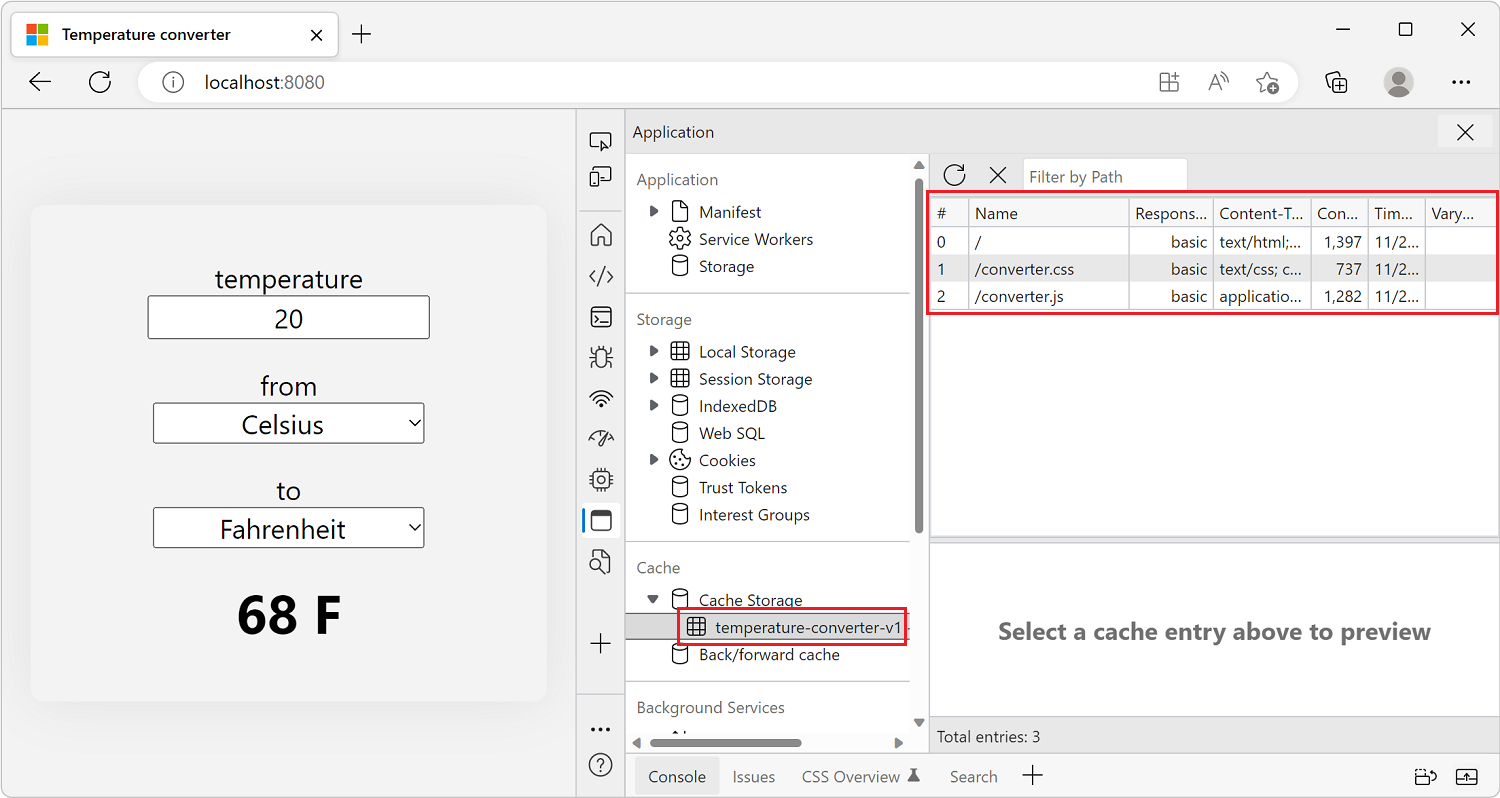 Temperature converter
localhost:8080
temperature
20
from
Celsius
to
Fahrenheit
68 F
Application
Application
Manifest
Service Workers
Storage
Storage
Local Storage
Session Storage
IndexedDB
Web SQL
Cookies
Trust Tokens
Interest Groups
Cache
Cache Storage
temperature-converter-v1
Back/forward cache
Background Services
Filter by Path
# Name Respons... Content-T... Con... Tim... Vary...
0 / basic text/html;... 1,397 11/2...
1 /converter.css basic text/css; c... 737 11/2...
2 /converter.js basic applicatio... 1,282 11/2...
Select a cache entry above to preview
Total entries: 3
Console Issues CSS Overview Search